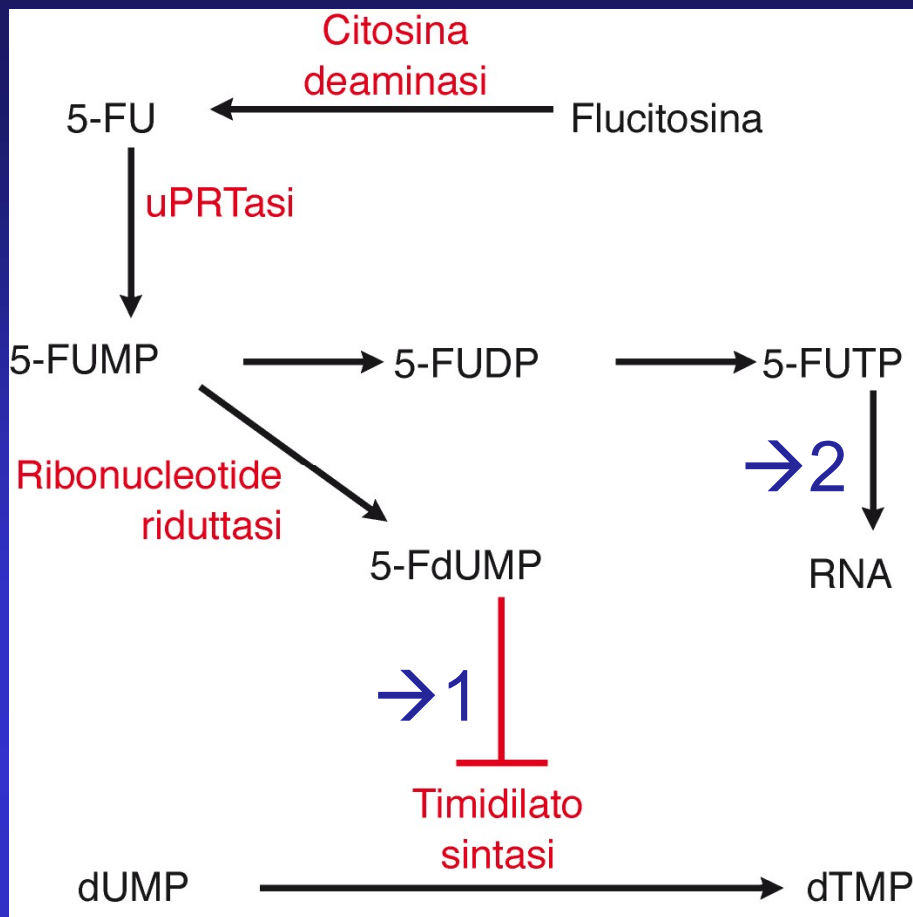 Citosina
deaminasi
5-FU
Flucitosina
uPRTasi
5-FUMP
5-FUDP
5-FUTP
Ribonucleotide
riduttasi
→2
5-FdUMP
RNA
→1
Timidilato
sintasi
dUMP
dTMP